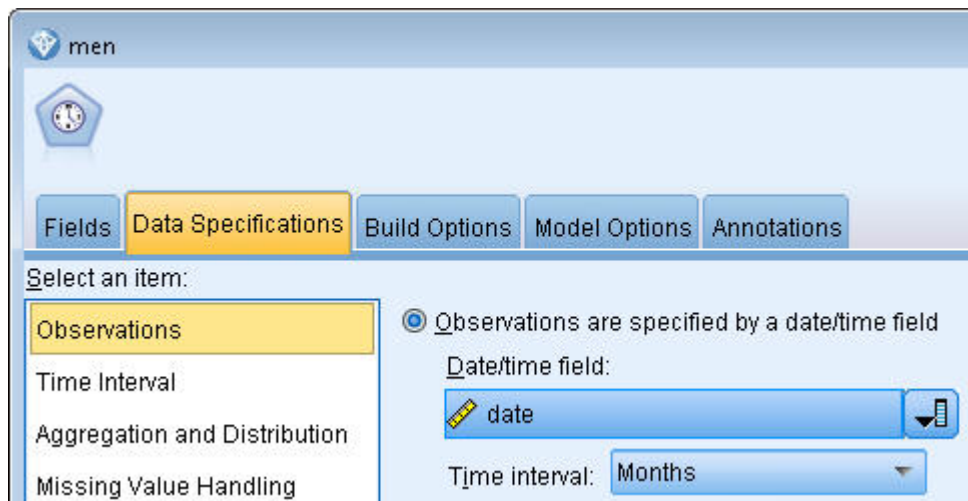 men
Fields Data Specifications Build Options Model Options Annotations
Select an item:
Observations
Time Interval
Aggregation and Distribution
Missing Value Handling
Observations are specified by a date/time field
Date/time field:
date
Time interval: Months